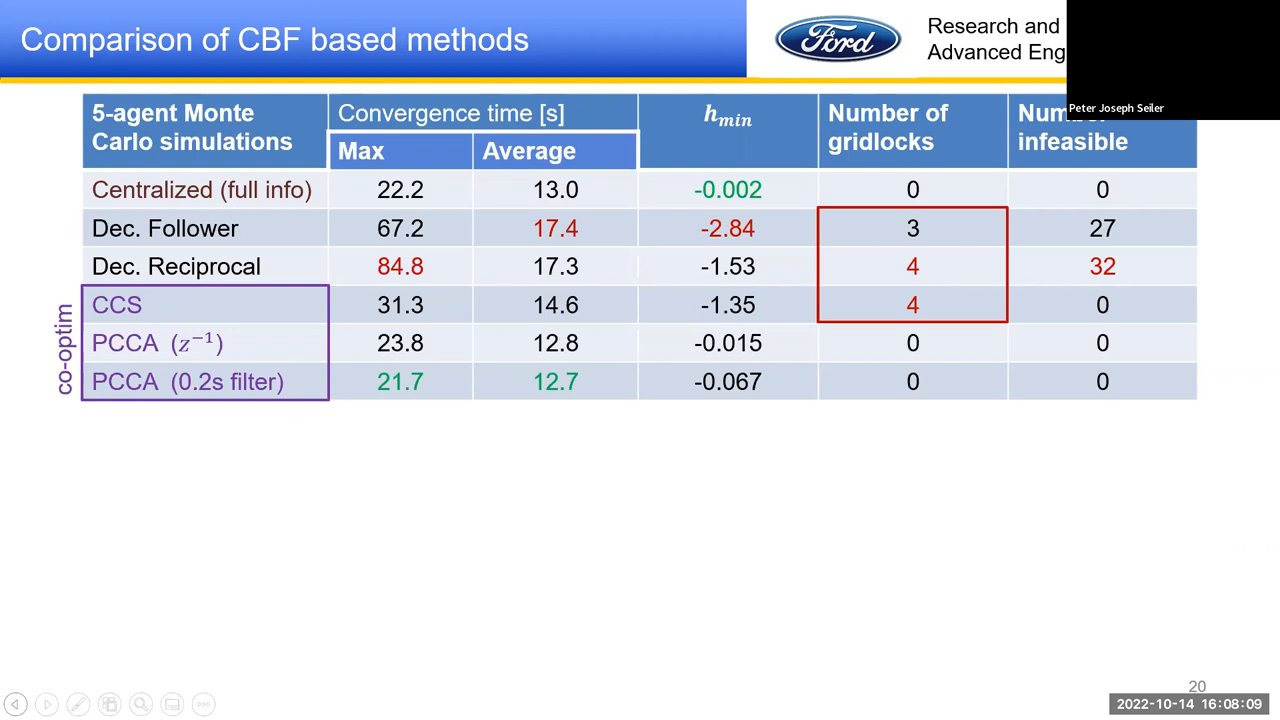 Comparison of CBF based methods
Ford
Research and
Advanced Eng
Peter Joseph Seiler
5-agent Monte
Carlo simulations
Convergence time [s]
Max
Average
h_min
Number of
gridlocks
infeasible
Centralized (full info) 22.2 13.0 -0.002 0 0
Dec. Follower 67.2 17.4 -2.84 3 27
Dec. Reciprocal 84.8 17.3 -1.53 4 32
co-optim
CCS 31.3 14.6 -1.35 4 0
PCCA (z⁻¹) 23.8 12.8 -0.015 0 0
PCCA (0.2s filter) 21.7 12.7 -0.067 0 0
20
2022-10-14 16:08:09